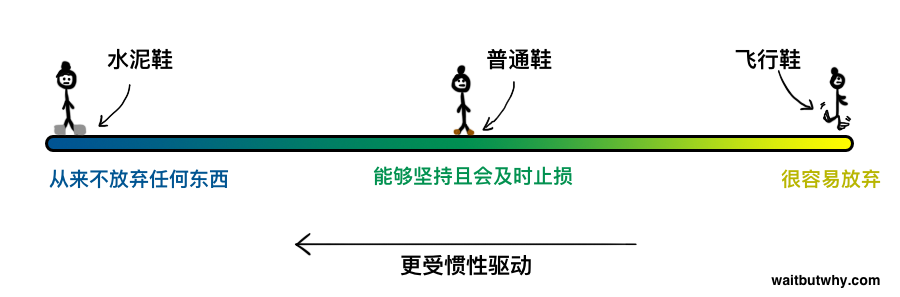 水泥鞋
普通鞋
飞行鞋
从来不放弃任何东西
能够坚持且会及时止损
很容易放弃
更受惯性驱动
waitbutwhy.com